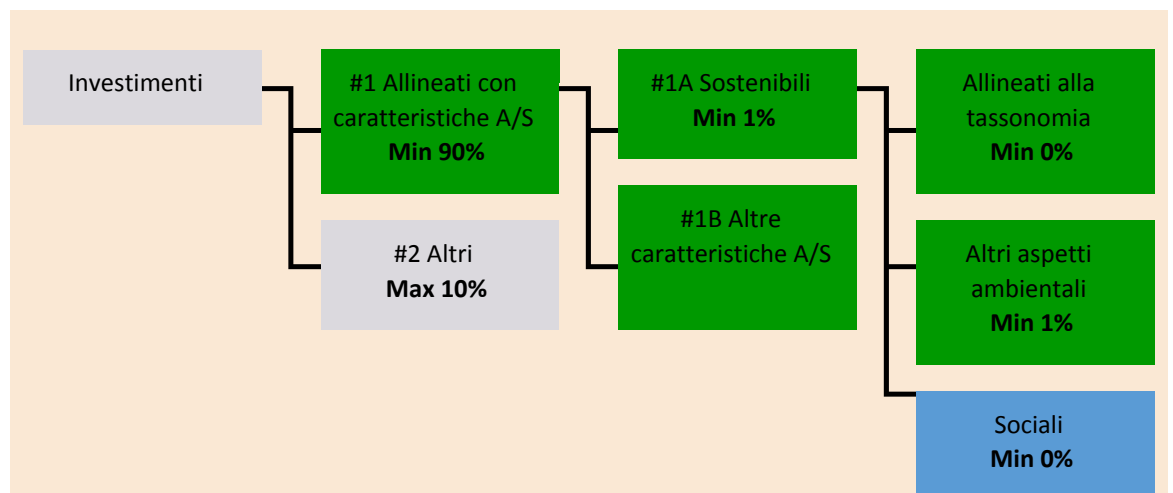 Investimenti
#1 Allineati con
caratteristiche A/S
Min 90%
#2 Altri
Max 10%
#1A Sostenibili
Min 1%
#1B Altre
caratteristiche A/S
Allineati alla
tassonomia
Min 0%
Altri aspetti
ambientali
Min 1%
Sociali
Min 0%